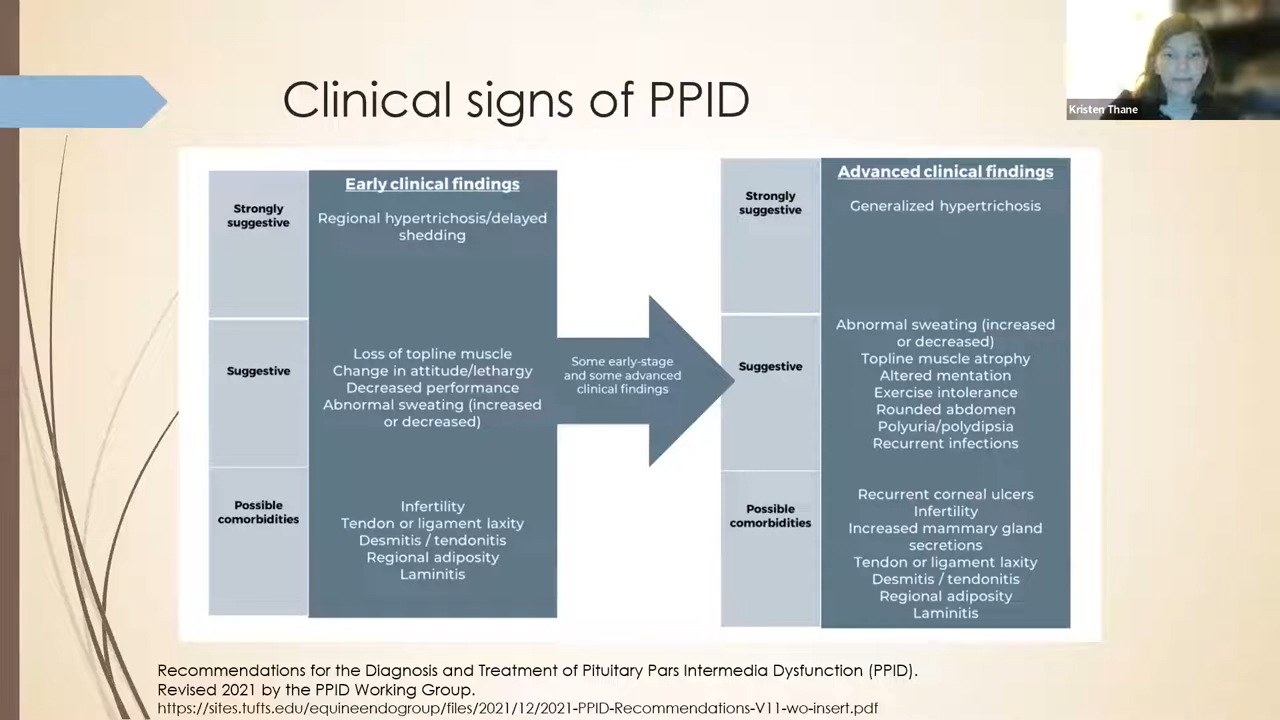 Clinical signs of PPID
Kristen Thane
Strongly
suggestive
Early clinical findings
Regional hypertrichosis/delayed
shedding
Suggestive
Loss of topline muscle
Change in attitude/lethargy
Decreased performance
Abnormal sweating (increased
or decreased)
Possible
comorbidities
Infertility
Tendon or ligament laxity
Desmitis / tendonitis
Regional adiposity
Laminitis
Some early-stage
and some advanced
clinical findings
Strongly
suggestive
Advanced clinical findings
Generalized hypertrichosis
Suggestive
Abnormal sweating (increased
or decreased)
Topline muscle atrophy
Altered mentation
Exercise intolerance
Rounded abdomen
Polyuria/polydipsia
Recurrent infections
Possible
comorbidities
Recurrent corneal ulcers
Infertility
Increased mammary gland
secretions
Tendon or ligament laxity
Desmitis / tendonitis
Regional adiposity
Laminitis
Recommendations for the Diagnosis and Treatment of Pituitary Pars Intermedia Dysfunction (PPID).
Revised 2021 by the PPID Working Group.
https://sites.tufts.edu/equineendogroup/files/2021/12/2021-PPID-Recommendations-V11-wo-insert.pdf